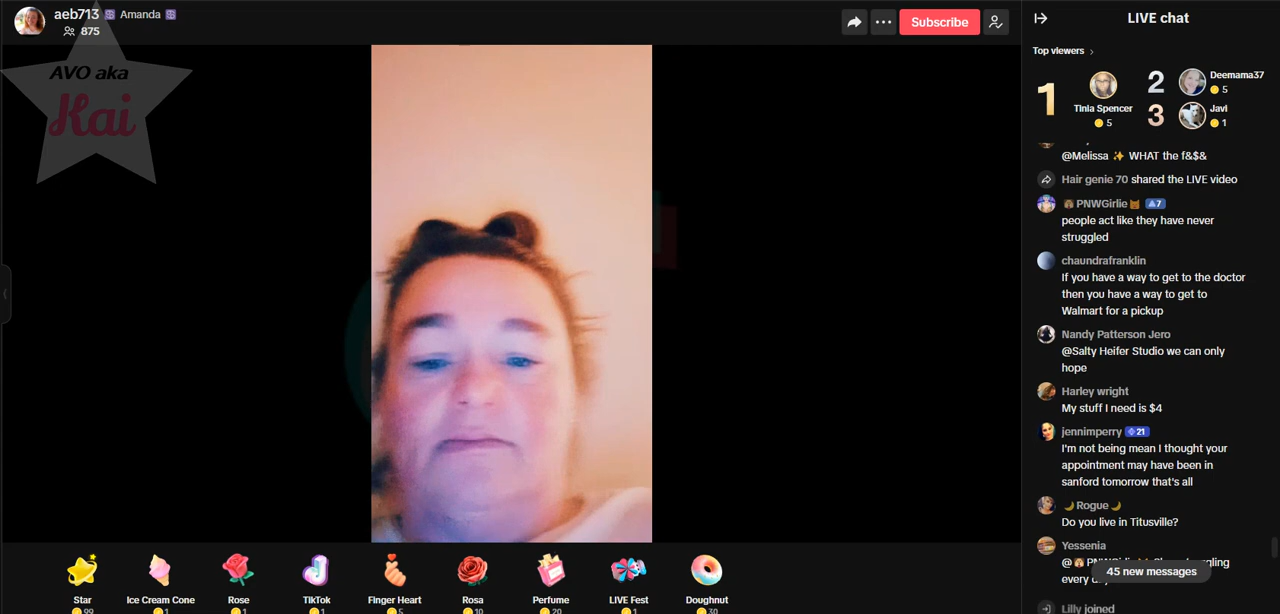 aeb713 Amanda
875
AVO aka
Kai
Subscribe
LIVE chat
Top viewers
1
Tinia Spencer
5
2
Deemama37
5
3
Javi
1
@Melissa ✨ WHAT the f&$&
Hair genie 70 shared the LIVE video
PNWGirlie 7
people act like they have never
struggled
chaundrafranklin
If you have a way to get to the doctor
then you have a way to get to
Walmart for a pickup
Nandy Patterson Jero
@Salty Heifer Studio we can only
hope
Harley wright
My stuff I need is $4
jennimperry 21
I'm not being mean I thought your
appointment may have been in
sanford tomorrow that's all
🌙Rogue🌙
Do you live in Titusville?
Yessenia
45 new messages
every
Lilly joined
Star
99
Ice Cream Cone
1
Rose
1
TikTok
1
Finger Heart
5
Rosa
10
Perfume
20
LIVE Fest
1
Doughnut
30